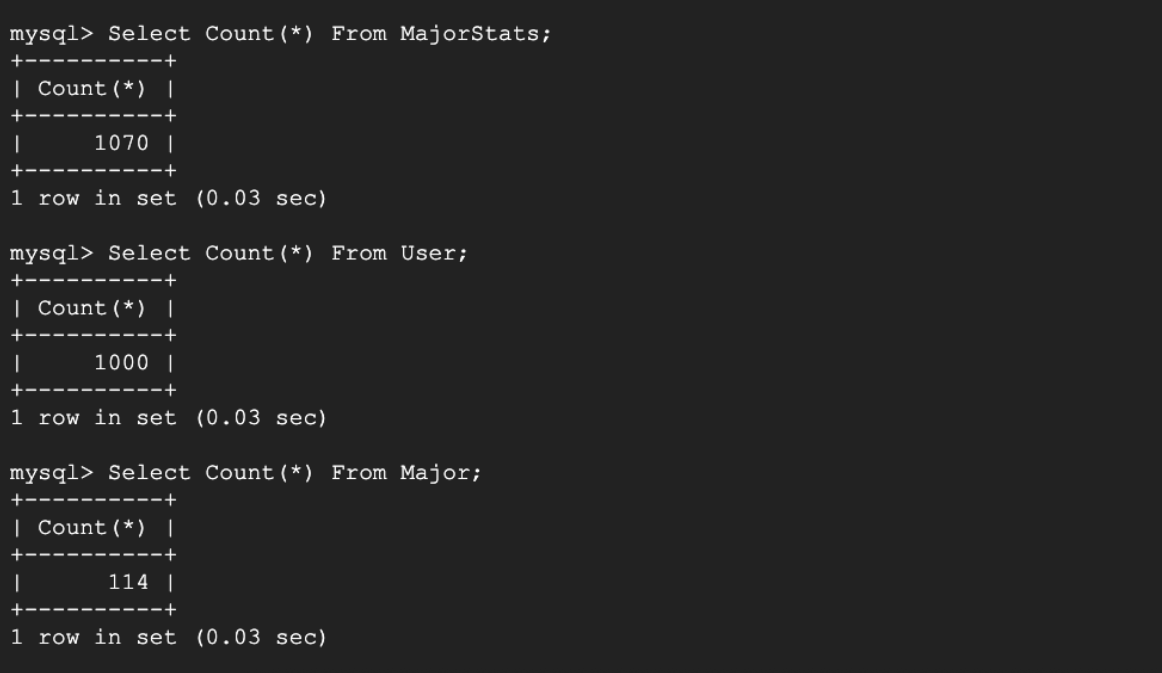 mysql> Select Count(*) From MajorStats;
+----------+
| Count(*) |
+----------+
|     1070 |
+----------+
1 row in set (0.03 sec)
mysql> Select Count(*) From User;
+----------+
| Count(*) |
+----------+
|     1000 |
+----------+
1 row in set (0.03 sec)
mysql> Select Count(*) From Major;
+----------+
| Count(*) |
+----------+
|      114 |
+----------+
1 row in set (0.03 sec)